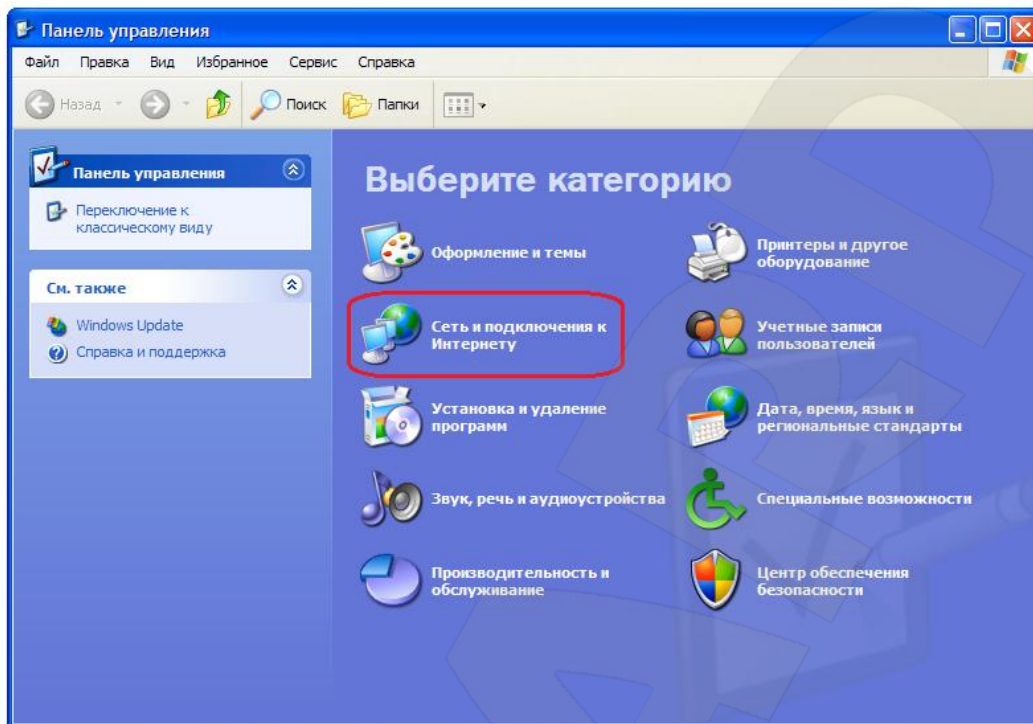 Панель управления
Файл Правка Вид Избранное Сервис Справка
Назад Поиск Папки
Панель управления
Переключение к
классическому виду
См. также
Windows Update
Справка и поддержка
Выберите категорию
Оформление и темы
Принтеры и другое
оборудование
Сеть и подключения к
Интернету
Учетные записи
пользователей
Установка и удаление
программ
Дата, время, язык и
региональные стандарты
Звук, речь и аудиоустройства
Специальные возможности
Производительность и
обслуживание
Центр обеспечения
безопасности